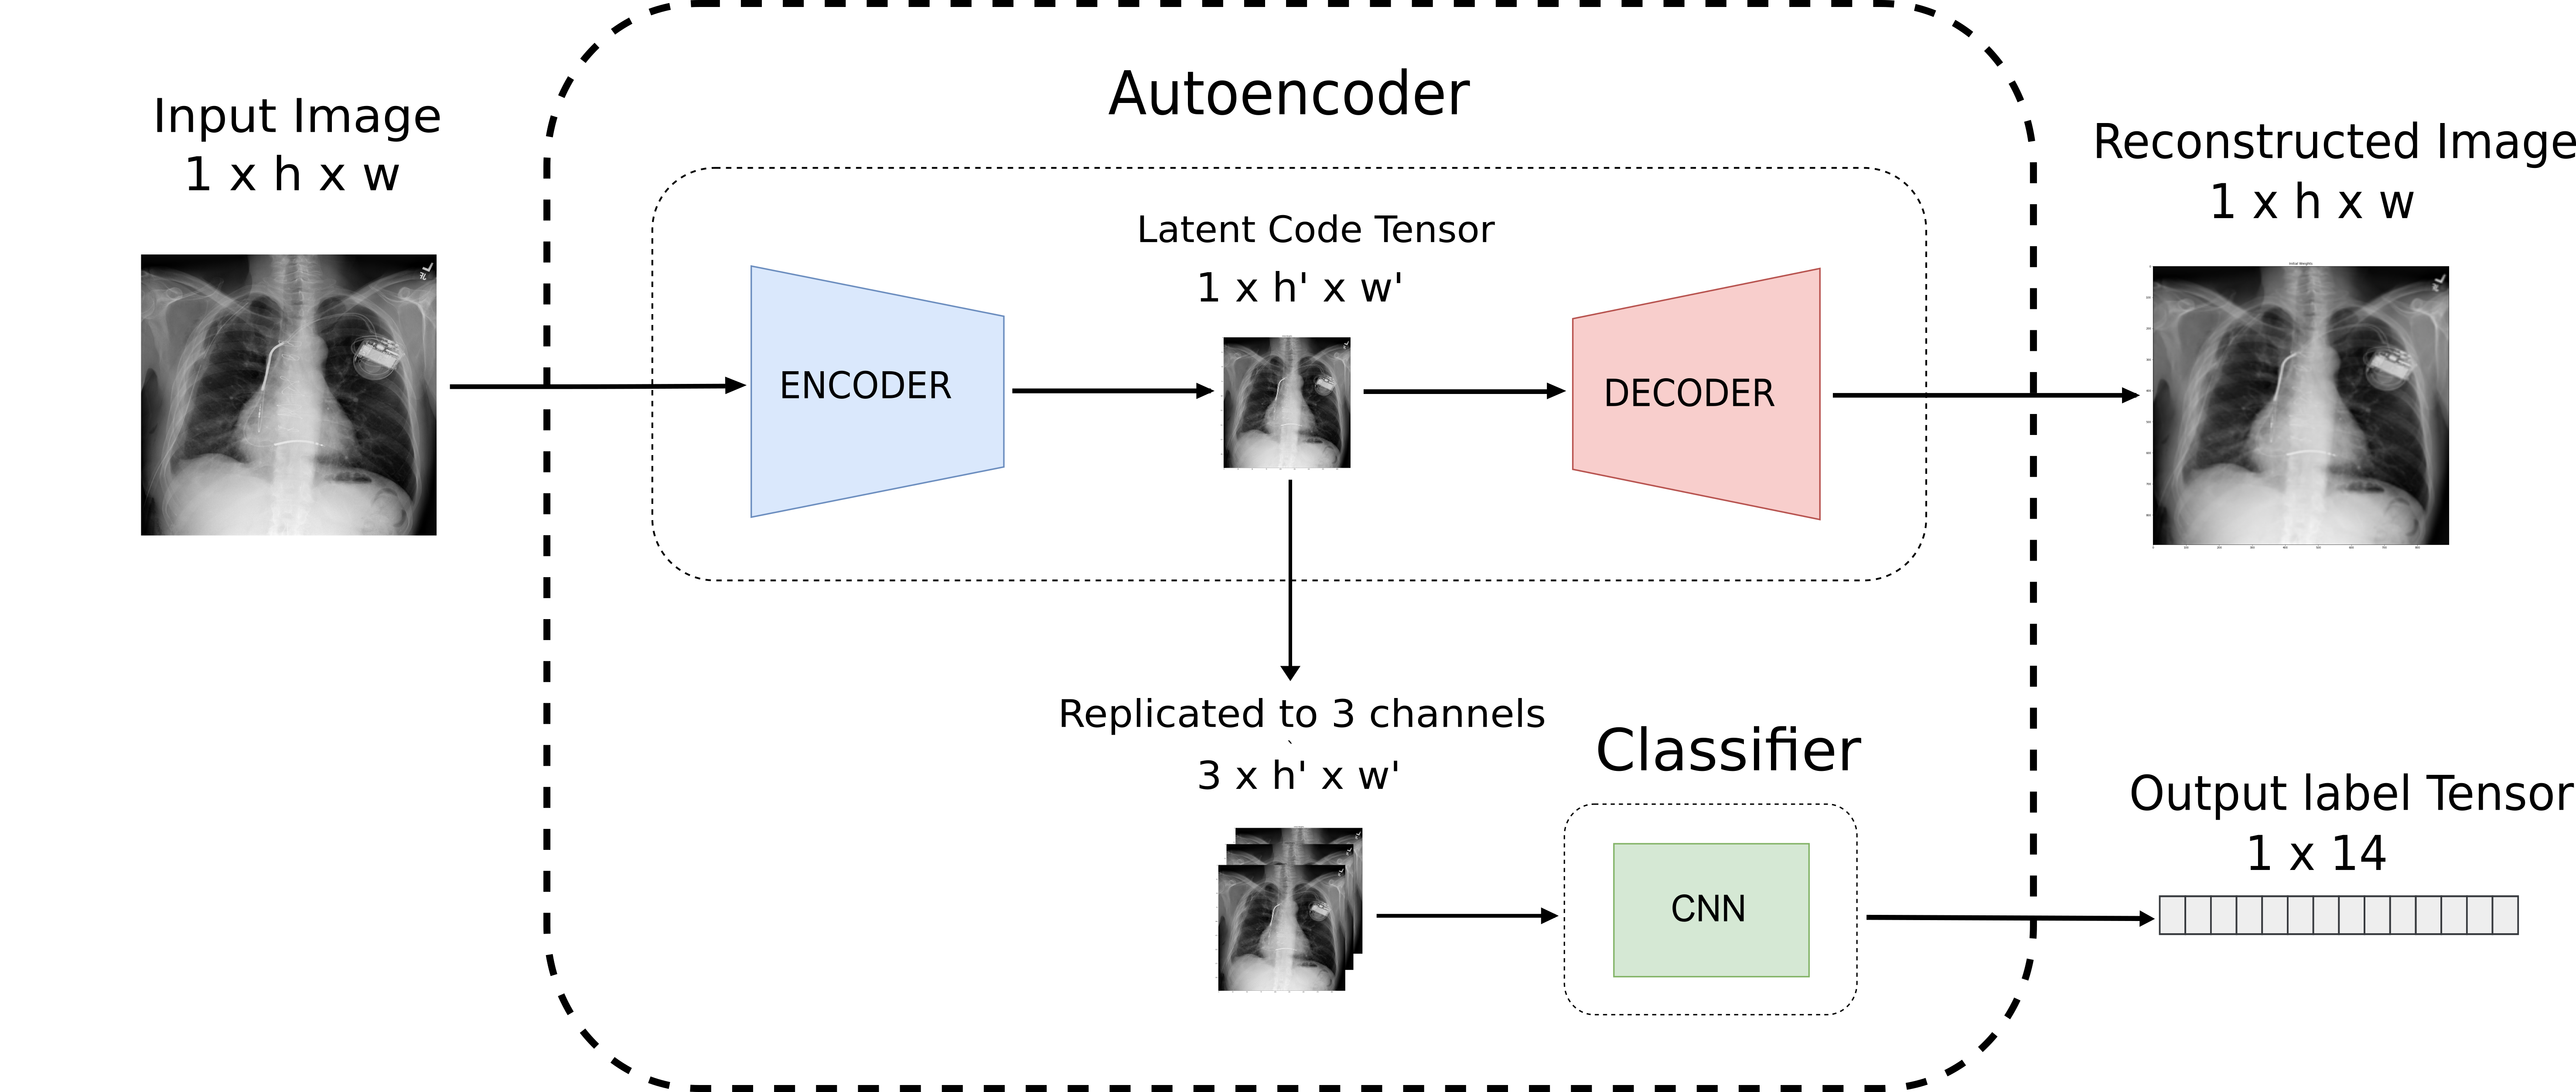 Autoencoder
Input Image
1 x h x w
Reconstructed Image
1 x h x w
Latent Code Tensor
1 x h' x w'
ENCODER
DECODER
Replicated to 3 channels
3 x h' x w'
Classifier
CNN
Output label Tensor
1 x 14